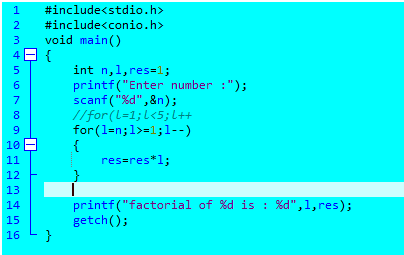 1 #include<stdio.h>
2 #include<conio.h>
3 void main()
4 {
5 int n,l,res=1;
6 printf("Enter number :");
7 scanf("%d",&n);
8 //for(l=1;l<5;l++
9 for(l=n;l>=1;l--)
10 {
11 res=res*l;
12 }
13
14 printf("factorial of %d is : %d",l,res);
15 getch();
16 }